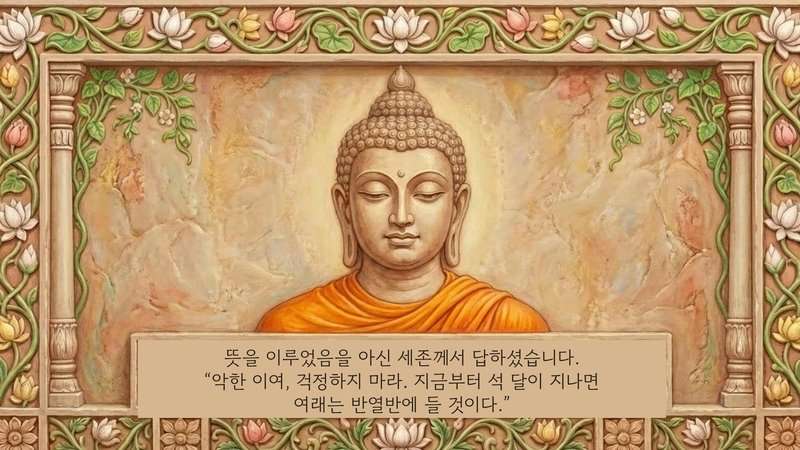 뜻을 이루었음을 아신 세존께서 답하셨습니다.
“악한 이여, 걱정하지 마라. 지금부터 석 달이 지나면
여래는 반열반에 들 것이다.”